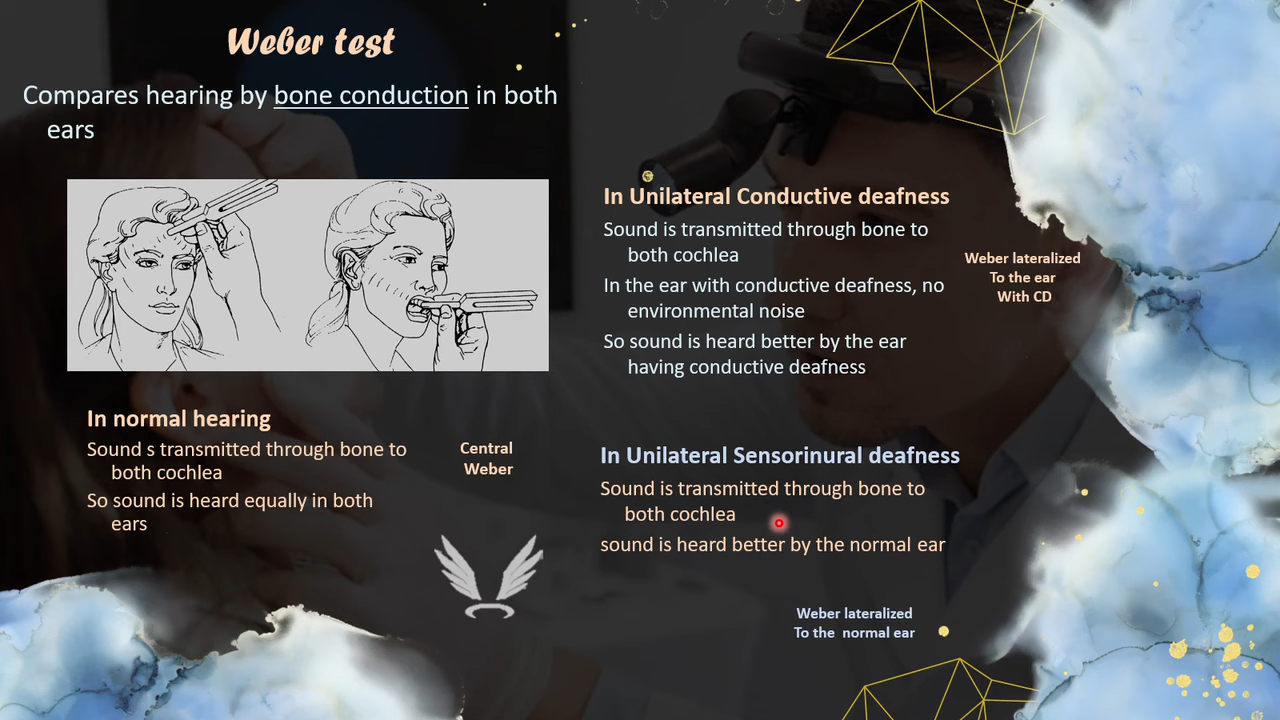 Weber test
Compares hearing by bone conduction in both
ears
In normal hearing
Sound s transmitted through bone to
both cochlea
So sound is heard equally in both
ears
Central
Weber
In Unilateral Conductive deafness
Sound is transmitted through bone to
both cochlea
In the ear with conductive deafness, no
environmental noise
So sound is heard better by the ear
having conductive deafness
Weber lateralized
To the ear
With CD
In Unilateral Sensorinural deafness
Sound is transmitted through bone to
both cochlea
sound is heard better by the normal ear
Weber lateralized
To the normal ear